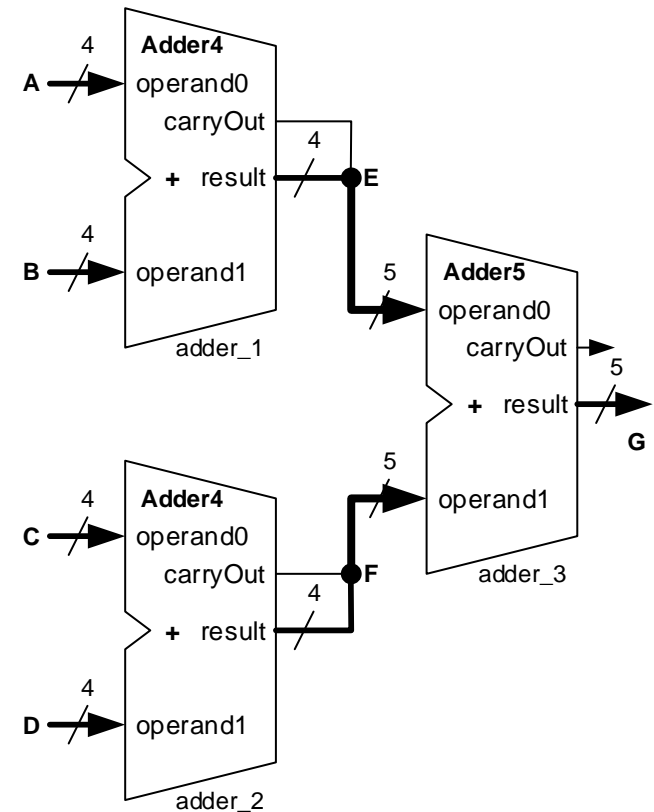 4
Adder4
A
operand0
carryOut
4
+ result
E
4
B
operand1
adder_1
5
Adder5
operand0
carryOut
5
+ result
G
5
operand1
adder_3
4
Adder4
C
operand0
carryOut
F
4
+ result
4
D
operand1
adder_2